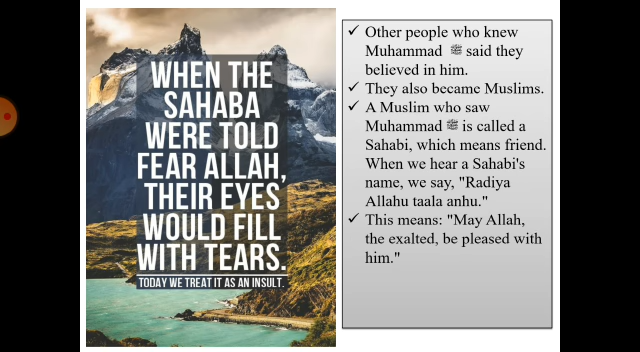 WHEN THE
SAHABA
WERE TOLD
FEAR ALLAH,
THEIR EYES
WOULD FILL
WITH TEARS.
TODAY WE TREAT IT AS AN INSULT.
✓ Other people who knew
Muhammad ﷺ said they
believed in him.
✓ They also became Muslims.
✓ A Muslim who saw
Muhammad ﷺ is called a
Sahabi, which means friend.
When we hear a Sahabi's
name, we say, "Radiya
Allahu taala anhu."
✓ This means: "May Allah,
the exalted, be pleased with
him."